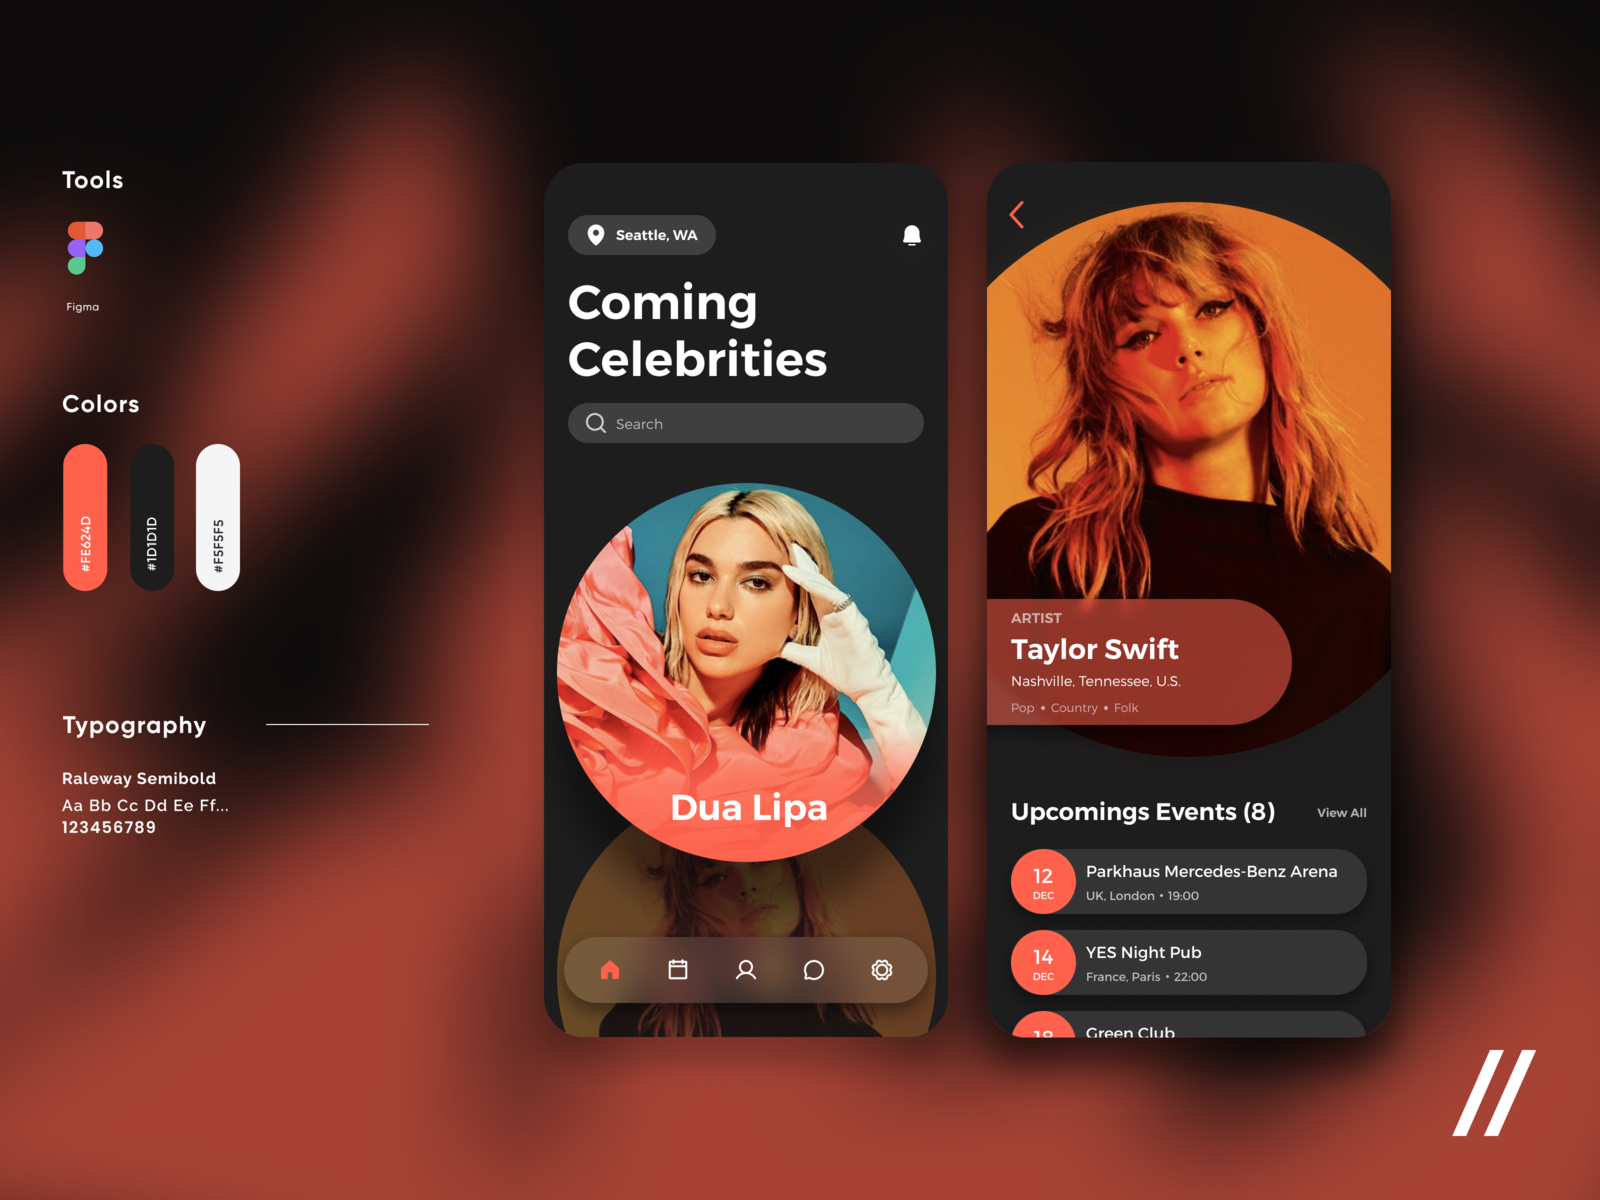 Tools
Figma
Colors
#FE624D
#1D1D1D
#F5F5F5
Typography
Raleway Semibold
Aa Bb Cc Dd Ee Ff...
123456789
Seattle, WA
Coming
Celebrities
Search
Dua Lipa
ARTIST
Taylor Swift
Nashville, Tennessee, U.S.
Pop • Country • Folk
Upcomings Events (8)
View All
12
DEC
Parkhaus Mercedes-Benz Arena
UK, London • 19:00
14
DEC
YES Night Pub
France, Paris • 22:00
18
Green Club